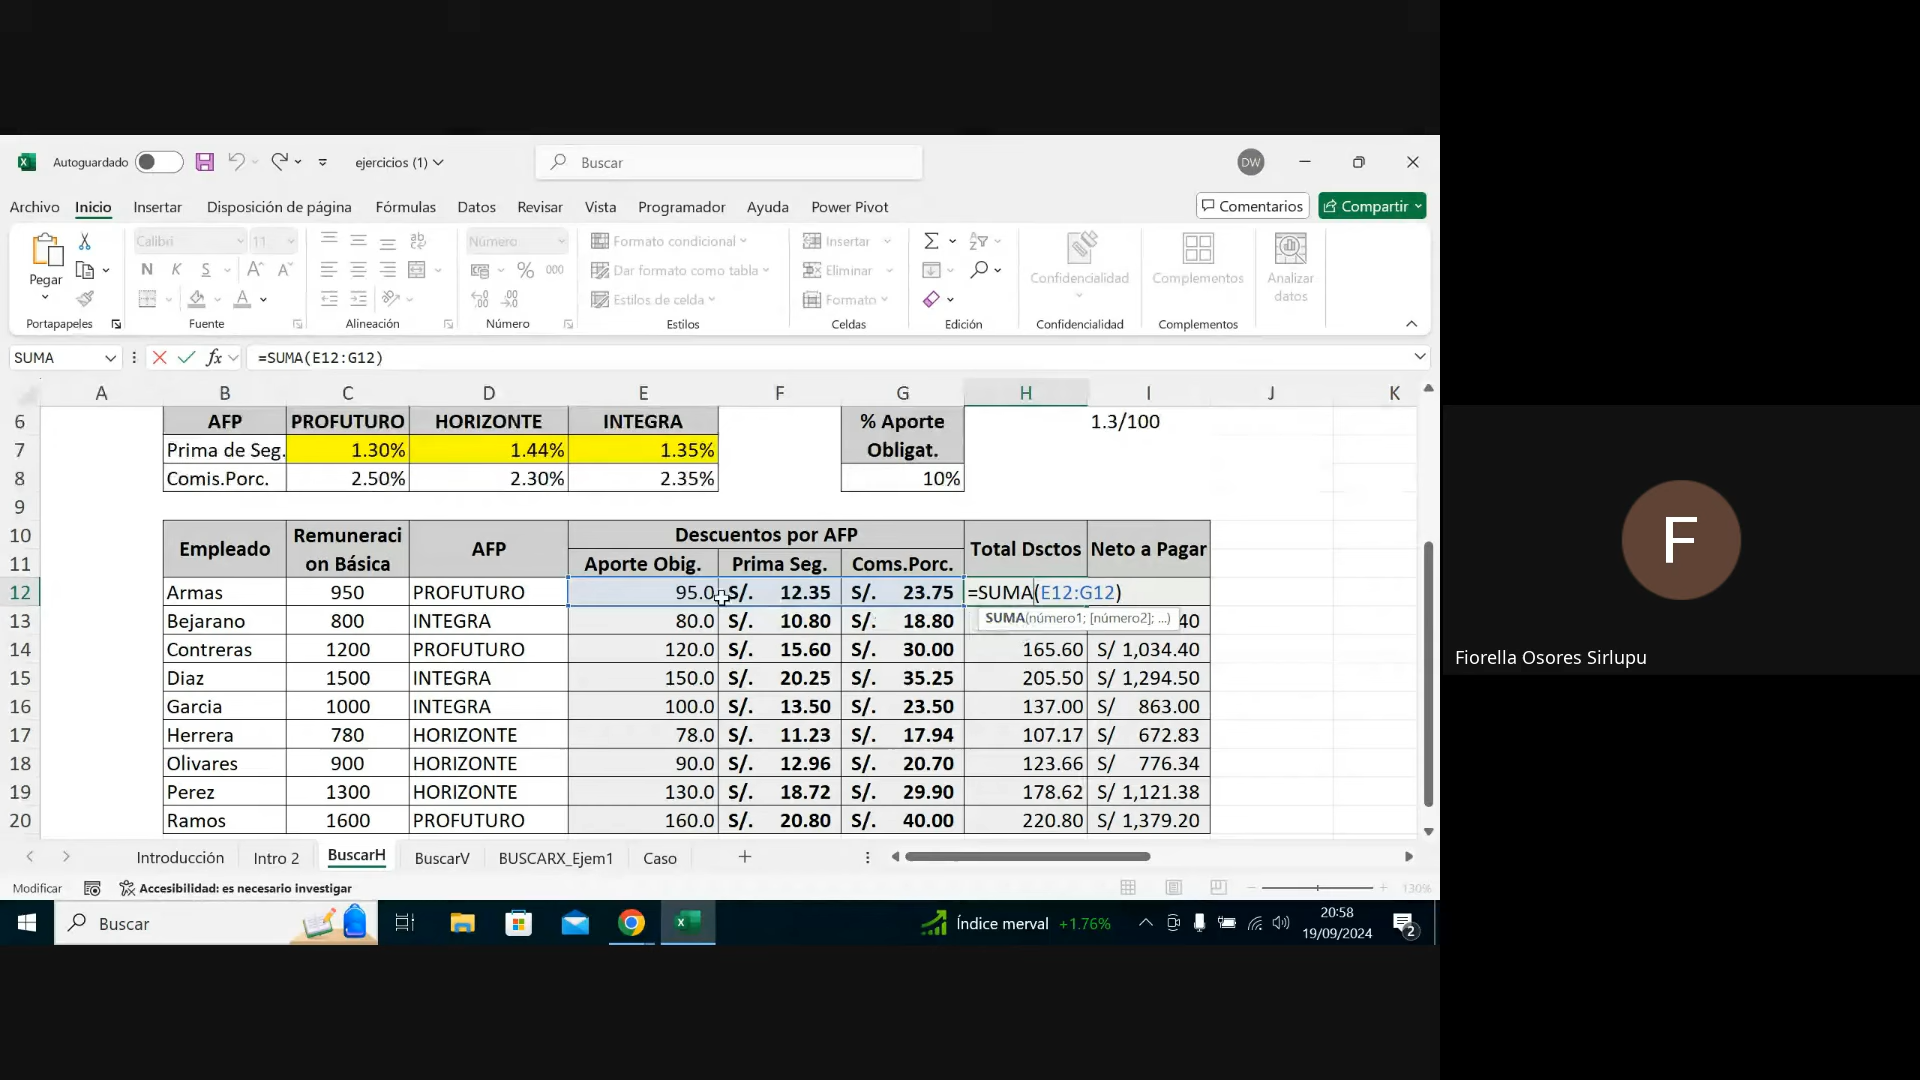 Autoguardado ejercicios (1) Buscar DW
Archivo Inicio Insertar Disposición de página Fórmulas Datos Revisar Vista Programador Ayuda Power Pivot Comentarios Compartir
Pegar Calibri 11 Número Formato condicional Insertar Confidencialidad Complementos Analizar datos
N K S Dar formato como tabla Eliminar
% 000 Estilos de celda Formato
Portapapeles Fuente Alineación Número Estilos Celdas Edición Confidencialidad Complementos
SUMA fx =SUMA(E12:G12)
A B C D E F G H I J K
6 AFP PROFUTURO HORIZONTE INTEGRA % Aporte 1.3/100
7 Prima de Seg. 1.30% 1.44% 1.35% Obligat.
8 Comis.Porc. 2.50% 2.30% 2.35% 10%
9
10 Empleado Remuneraci AFP Descuentos por AFP Total Dsctos Neto a Pagar
11 on Básica Aporte Obig. Prima Seg. Coms.Porc.
12 Armas 950 PROFUTURO 95.0 S/. 12.35 S/. 23.75 =SUMA(E12:G12)
SUMA(número1; [número2]; ...)
13 Bejarano 800 INTEGRA 80.0 S/. 10.80 S/. 18.80 40
14 Contreras 1200 PROFUTURO 120.0 S/. 15.60 S/. 30.00 165.60 S/ 1,034.40
15 Diaz 1500 INTEGRA 150.0 S/. 20.25 S/. 35.25 205.50 S/ 1,294.50
16 Garcia 1000 INTEGRA 100.0 S/. 13.50 S/. 23.50 137.00 S/ 863.00
17 Herrera 780 HORIZONTE 78.0 S/. 11.23 S/. 17.94 107.17 S/ 672.83
18 Olivares 900 HORIZONTE 90.0 S/. 12.96 S/. 20.70 123.66 S/ 776.34
19 Perez 1300 HORIZONTE 130.0 S/. 18.72 S/. 29.90 178.62 S/ 1,121.38
20 Ramos 1600 PROFUTURO 160.0 S/. 20.80 S/. 40.00 220.80 S/ 1,379.20
Introducción Intro 2 BuscarH BuscarV BUSCARX_Ejem1 Caso
Modificar Accesibilidad: es necesario investigar 130%
Buscar Índice merval +1.76% 20:58
19/09/2024 2
F
Fiorella Osores Sirlupu